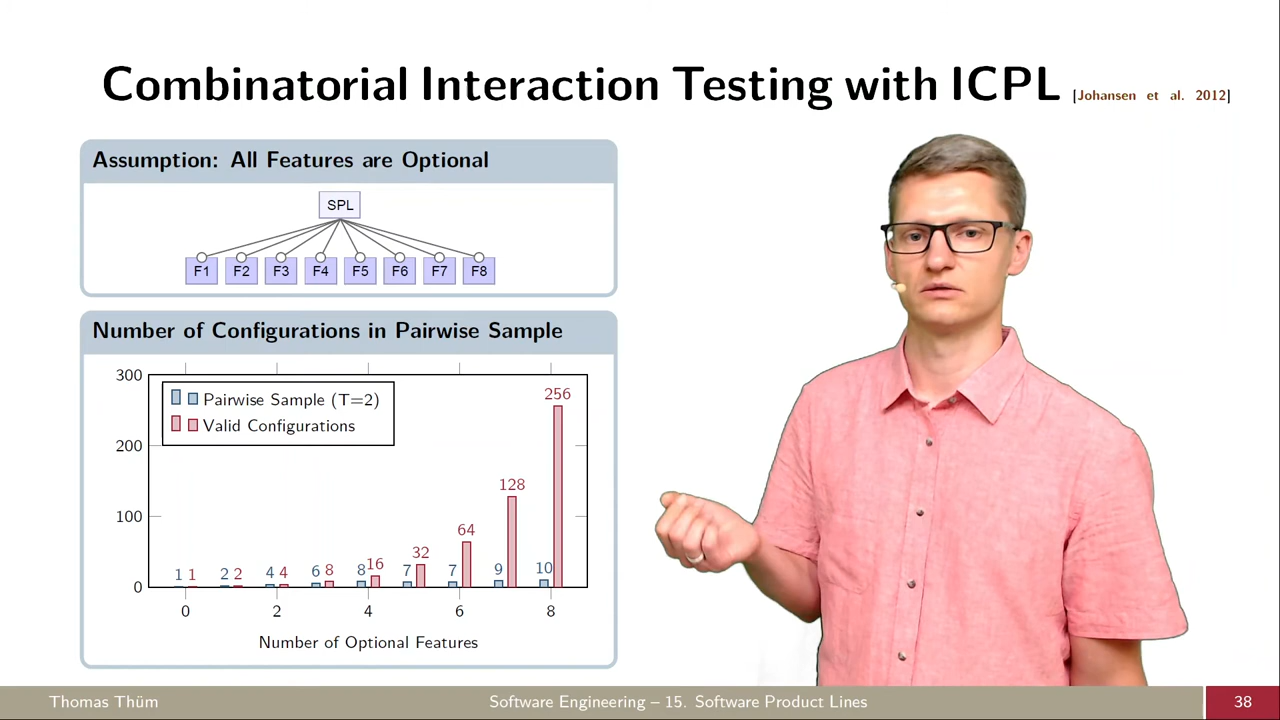 Combinatorial Interaction Testing with ICPL [Johansen et al. 2012]
Assumption: All Features are Optional
SPL
F1 F2 F3 F4 F5 F6 F7 F8
Number of Configurations in Pairwise Sample
300
200
100
0
Pairwise Sample (T=2)
Valid Configurations
1 1 2 2 4 4 6 8 8 16 7 32 7 64 9 128 10 256
0 2 4 6 8
Number of Optional Features
Thomas Thüm
Software Engineering – 15. Software Product Lines
38